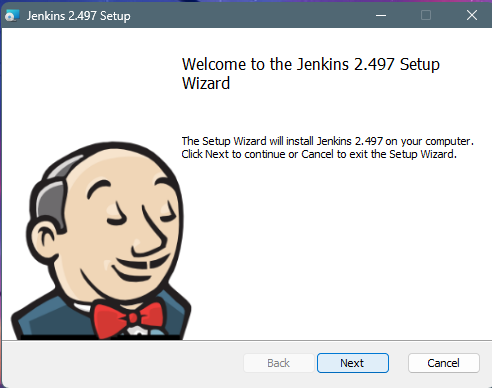 Jenkins 2.497 Setup
Welcome to the Jenkins 2.497 Setup
Wizard
The Setup Wizard will install Jenkins 2.497 on your computer.
Click Next to continue or Cancel to exit the Setup Wizard.
Back
Next
Cancel